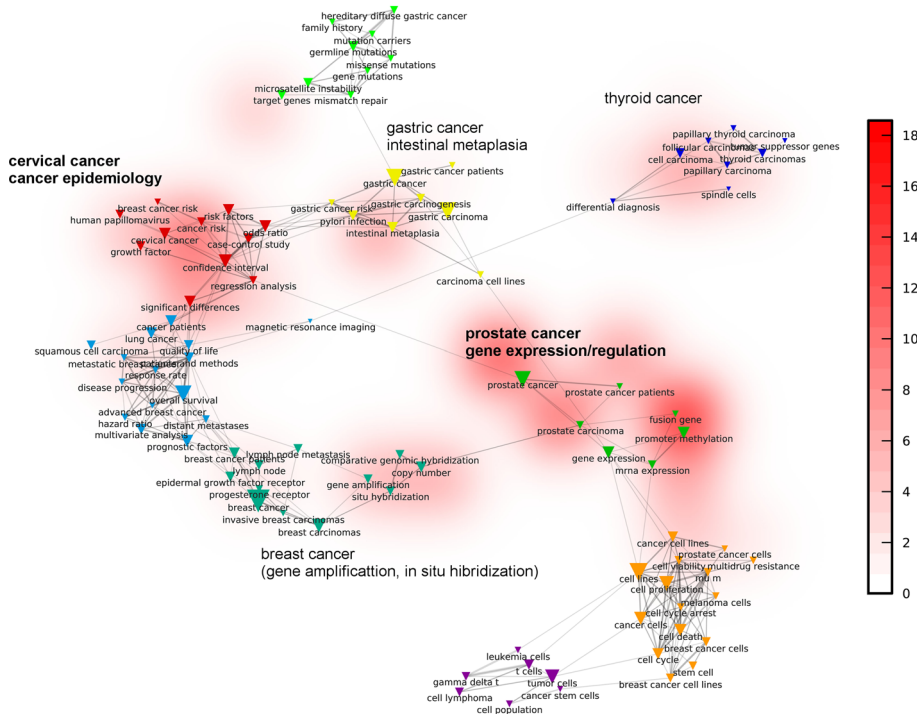 hereditary diffuse gastric cancer
family history
mutation carriers
germline mutations
missense mutations
gene mutations
microsatellite instability
target genes
mismatch repair
thyroid cancer
papillary thyroid carcinoma
follicular carcinomas
tumor suppressor genes
cell carcinoma
thyroid carcinomas
papillary carcinoma
spindle cells
differential diagnosis
gastric cancer
intestinal metaplasia
gastric cancer patients
gastric cancer
gastric carcinogenesis
gastric cancer risk
gastric carcinoma
pylori infection
intestinal metaplasia
carcinoma cell lines
cervical cancer
cancer epidemiology
breast cancer risk
human papillomavirus
risk factors
cancer risk
odds ratio
cervical cancer
case-control study
growth factor
confidence interval
regression analysis
significant differences
cancer patients
magnetic resonance imaging
lung cancer
squamous cell carcinoma
quality of life
metastatic breast cancer
patients and methods
response rate
disease progression
overall survival
advanced breast cancer
hazard ratio
distant metastases
multivariate analysis
prognostic factors
prostate cancer
gene expression/regulation
prostate cancer
prostate cancer patients
fusion gene
prostate carcinoma
promoter methylation
gene expression
mrna expression
lymph node metastasis
breast cancer patients
comparative genomic hybridization
lymph node
copy number
epidermal growth factor receptor
gene amplification
progesterone receptor
situ hybridization
breast cancer
invasive breast carcinomas
breast carcinomas
breast cancer
(gene amplificattion, in situ hibridization)
cancer cell lines
prostate cancer cells
cell viability
multidrug resistance
cell lines
mu m
cell proliferation
melanoma cells
cell cycle arrest
cancer cells
cell death
breast cancer cells
cell cycle
stem cell
breast cancer cell lines
leukemia cells
t cells
gamma delta t
tumor cells
cell lymphoma
cancer stem cells
cell population
18
16
14
12
10
8
6
4
2
0